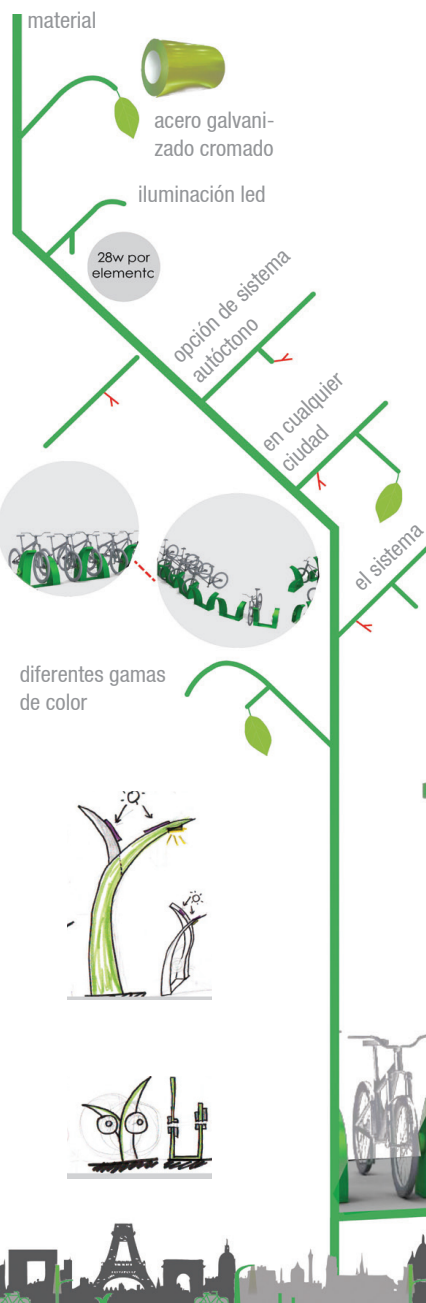 material
acero galvani-
zado cromado
iluminación led
28w por
elementc
opción de sistema
autóctono
en cualquier
ciudad
el sistema
diferentes gamas
de color